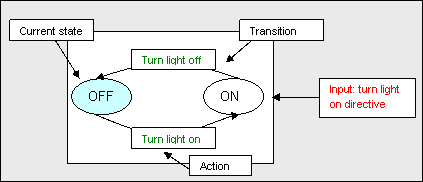 Current state
Transition
Turn light off
OFF
ON
Input: turn light
on directive
Turn light on
Action